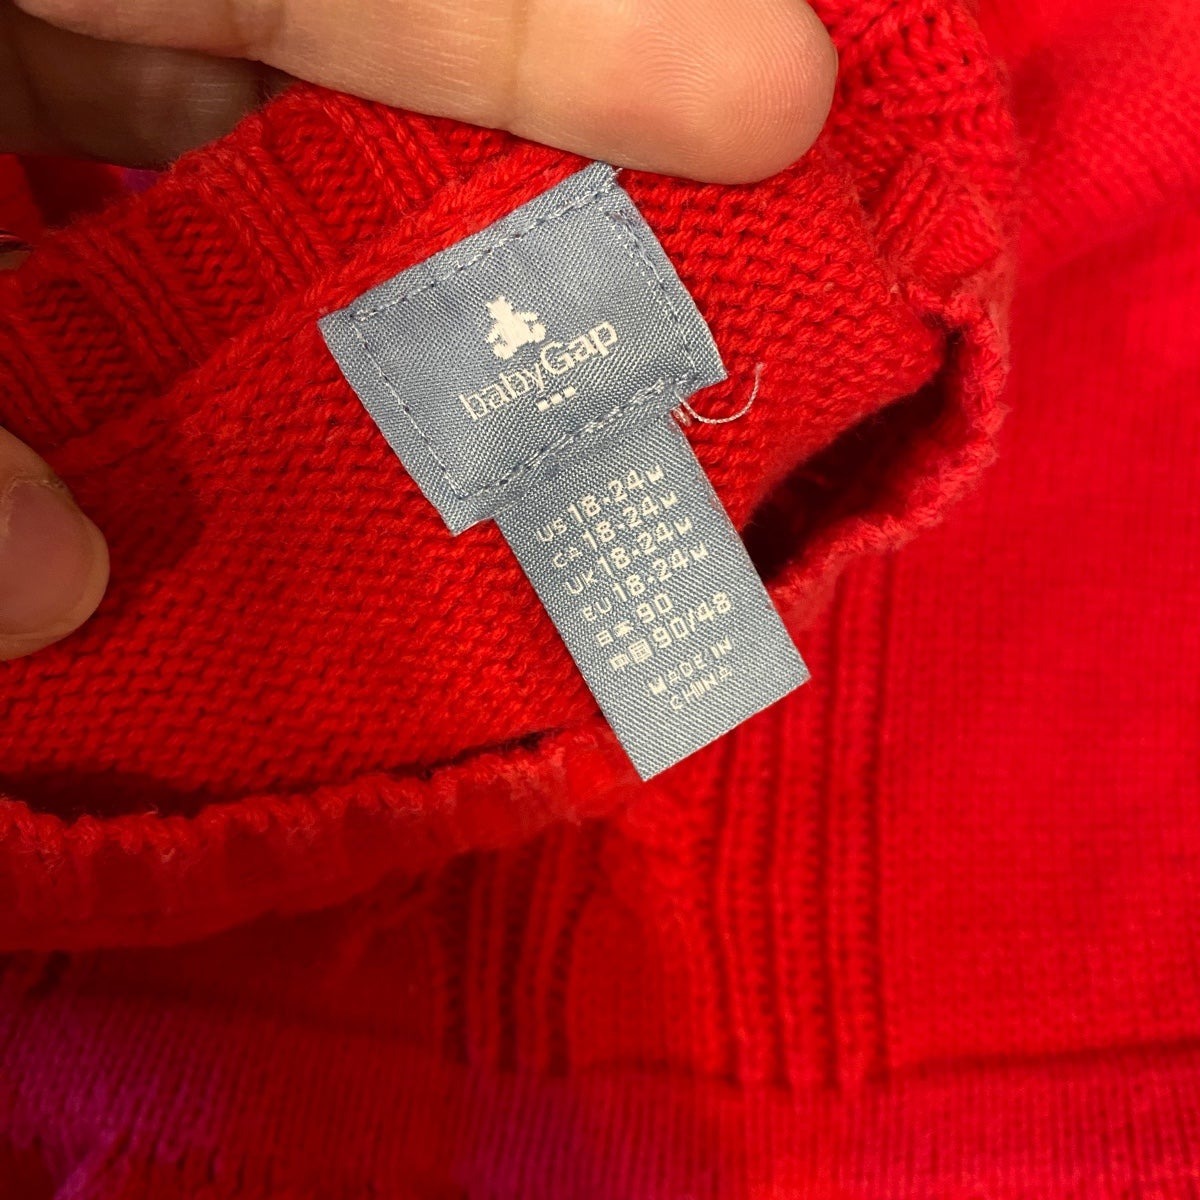 babyGap
US 18-24M
CA 18-24M
UK 18-24M
EU 18-24M
日本 90
中国 90/48
MADE IN
CHINA